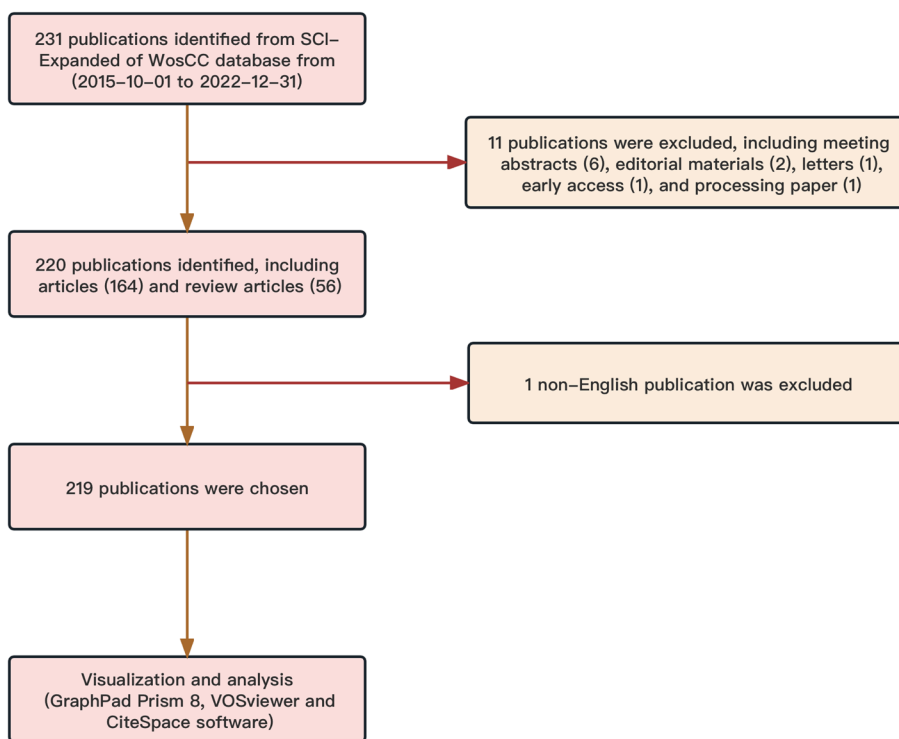 231 publications identified from SCI–
Expanded of WosCC database from
(2015–10–01 to 2022–12–31)
11 publications were excluded, including meeting
abstracts (6), editorial materials (2), letters (1),
early access (1), and processing paper (1)
220 publications identified, including
articles (164) and review articles (56)
1 non–English publication was excluded
219 publications were chosen
Visualization and analysis
(GraphPad Prism 8, VOSviewer and
CiteSpace software)